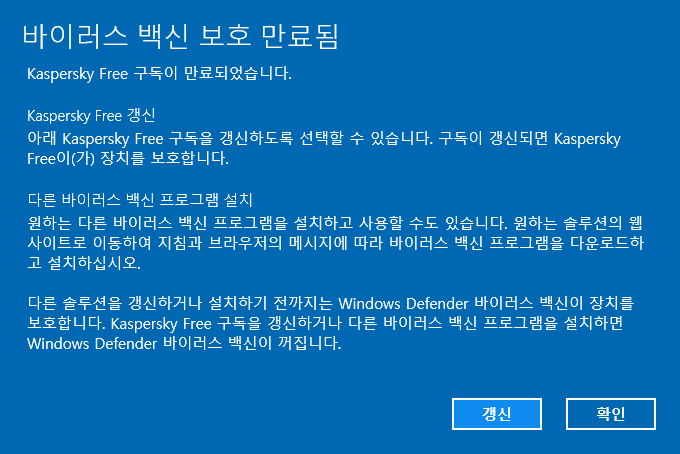 바이러스 백신 보호 만료됨
Kaspersky Free 구독이 만료되었습니다.
Kaspersky Free 갱신
아래 Kaspersky Free 구독을 갱신하도록 선택할 수 있습니다. 구독이 갱신되면 Kaspersky
Free이(가) 장치를 보호합니다.
다른 바이러스 백신 프로그램 설치
원하는 다른 바이러스 백신 프로그램을 설치하고 사용할 수도 있습니다. 원하는 솔루션의 웹
사이트로 이동하여 지침과 브라우저의 메시지에 따라 바이러스 백신 프로그램을 다운로드하
고 설치하십시오.
다른 솔루션을 갱신하거나 설치하기 전까지는 Windows Defender 바이러스 백신이 장치를
보호합니다. Kaspersky Free 구독을 갱신하거나 다른 바이러스 백신 프로그램을 설치하면
Windows Defender 바이러스 백신이 꺼집니다.
갱신
확인